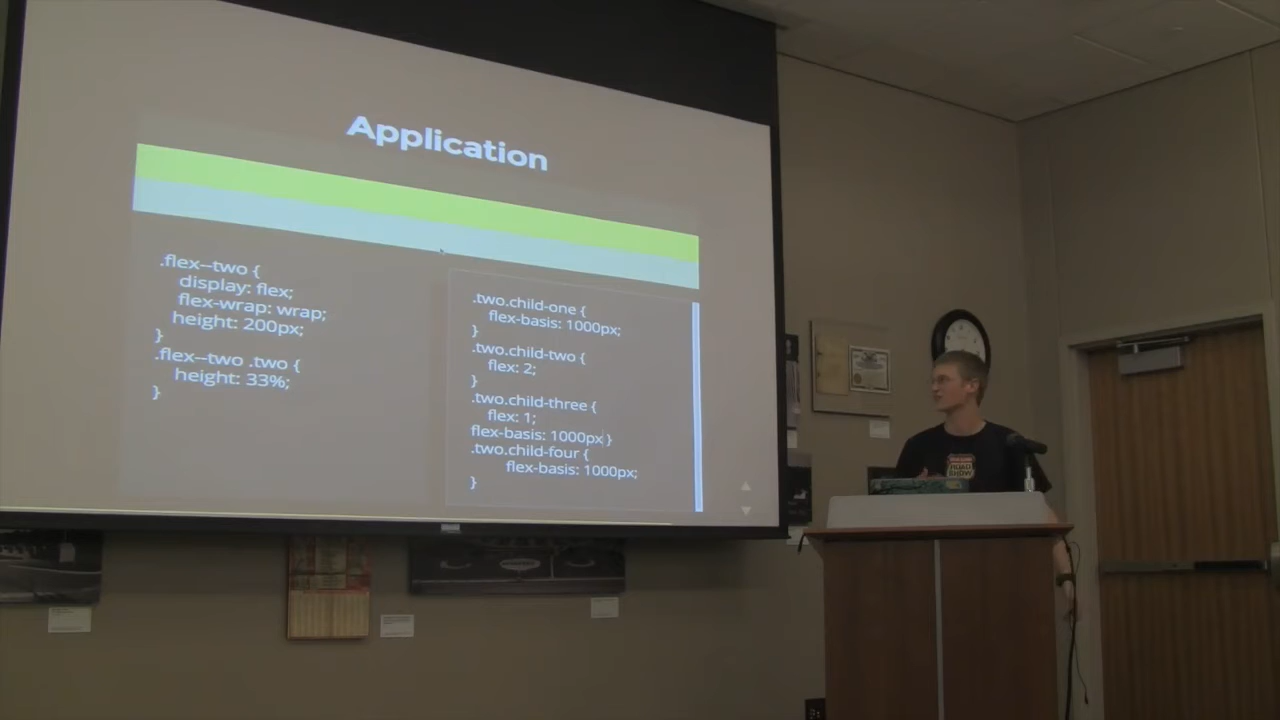 Application
.flex--two {
display: flex;
flex-wrap: wrap;
height: 200px;
}
.flex--two .two {
height: 33%;
}
.two.child-one {
flex-basis: 1000px;
}
.two.child-two {
flex: 2;
}
.two.child-three {
flex: 1;
flex-basis: 1000px }
.two.child-four {
flex-basis: 1000px;
}
ROAD
SHOW